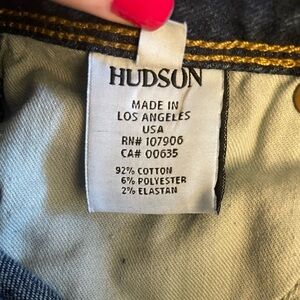 HUDSON
MADE IN
LOS ANGELES
USA
RN# 107906
CA# 00635
92% COTTON
6% POLYESTER
2% ELASTAN